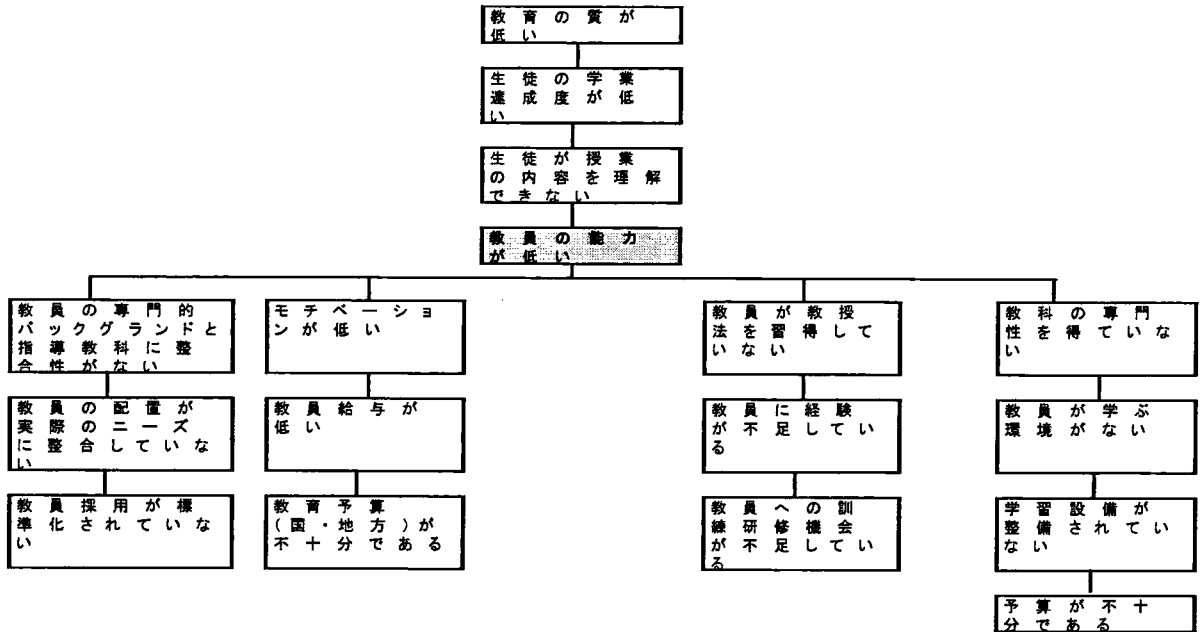 教育の質が
低い
生徒の学業
達成度が低
い
生徒が授業
の内容を理解
できない
教員の能力
が低い
教員の専門的
バックグランドと
指導教科に整
合性がない
モチベーショ
ンが低い
教員が教授
法を習得して
いない
教科の専門
性を得ていな
い
教員の配置が
実際のニーズ
に整合していな
い
教員給与が
低い
教員に経験
が不足してい
る
教員が学ぶ
環境がない
教員採用が標
準化されていな
い
教育予算
(国・地方)が
不十分である
教員への訓
練研修機会
が不足してい
る
学習設備が
整備されてい
ない
予算が不十
分である